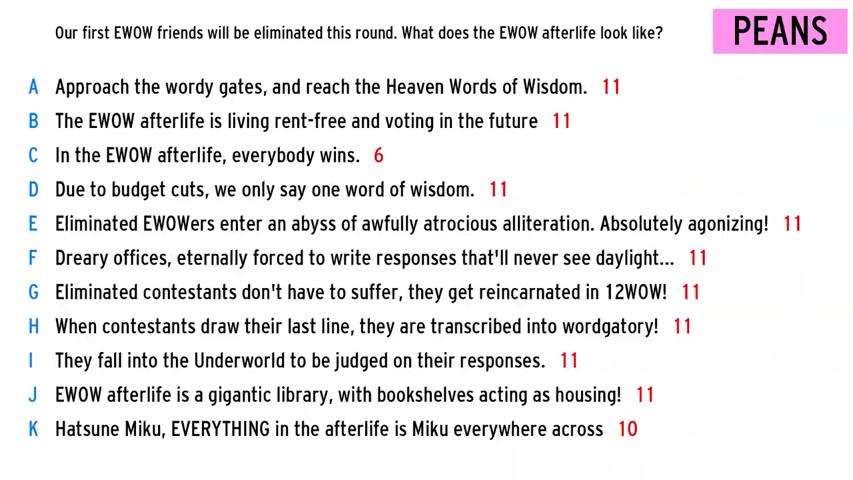 Our first EWOW friends will be eliminated this round. What does the EWOW afterlife look like?
PEANS
A Approach the wordy gates, and reach the Heaven Words of Wisdom. 11
B The EWOW afterlife is living rent-free and voting in the future 11
C In the EWOW afterlife, everybody wins. 6
D Due to budget cuts, we only say one word of wisdom. 11
E Eliminated EWOWers enter an abyss of awfully atrocious alliteration. Absolutely agonizing! 11
F Dreary offices, eternally forced to write responses that'll never see daylight... 11
G Eliminated contestants don't have to suffer, they get reincarnated in 12WOW! 11
H When contestants draw their last line, they are transcribed into wordgatory! 11
I They fall into the Underworld to be judged on their responses. 11
J EWOW afterlife is a gigantic library, with bookshelves acting as housing! 11
K Hatsune Miku, EVERYTHING in the afterlife is Miku everywhere across 10